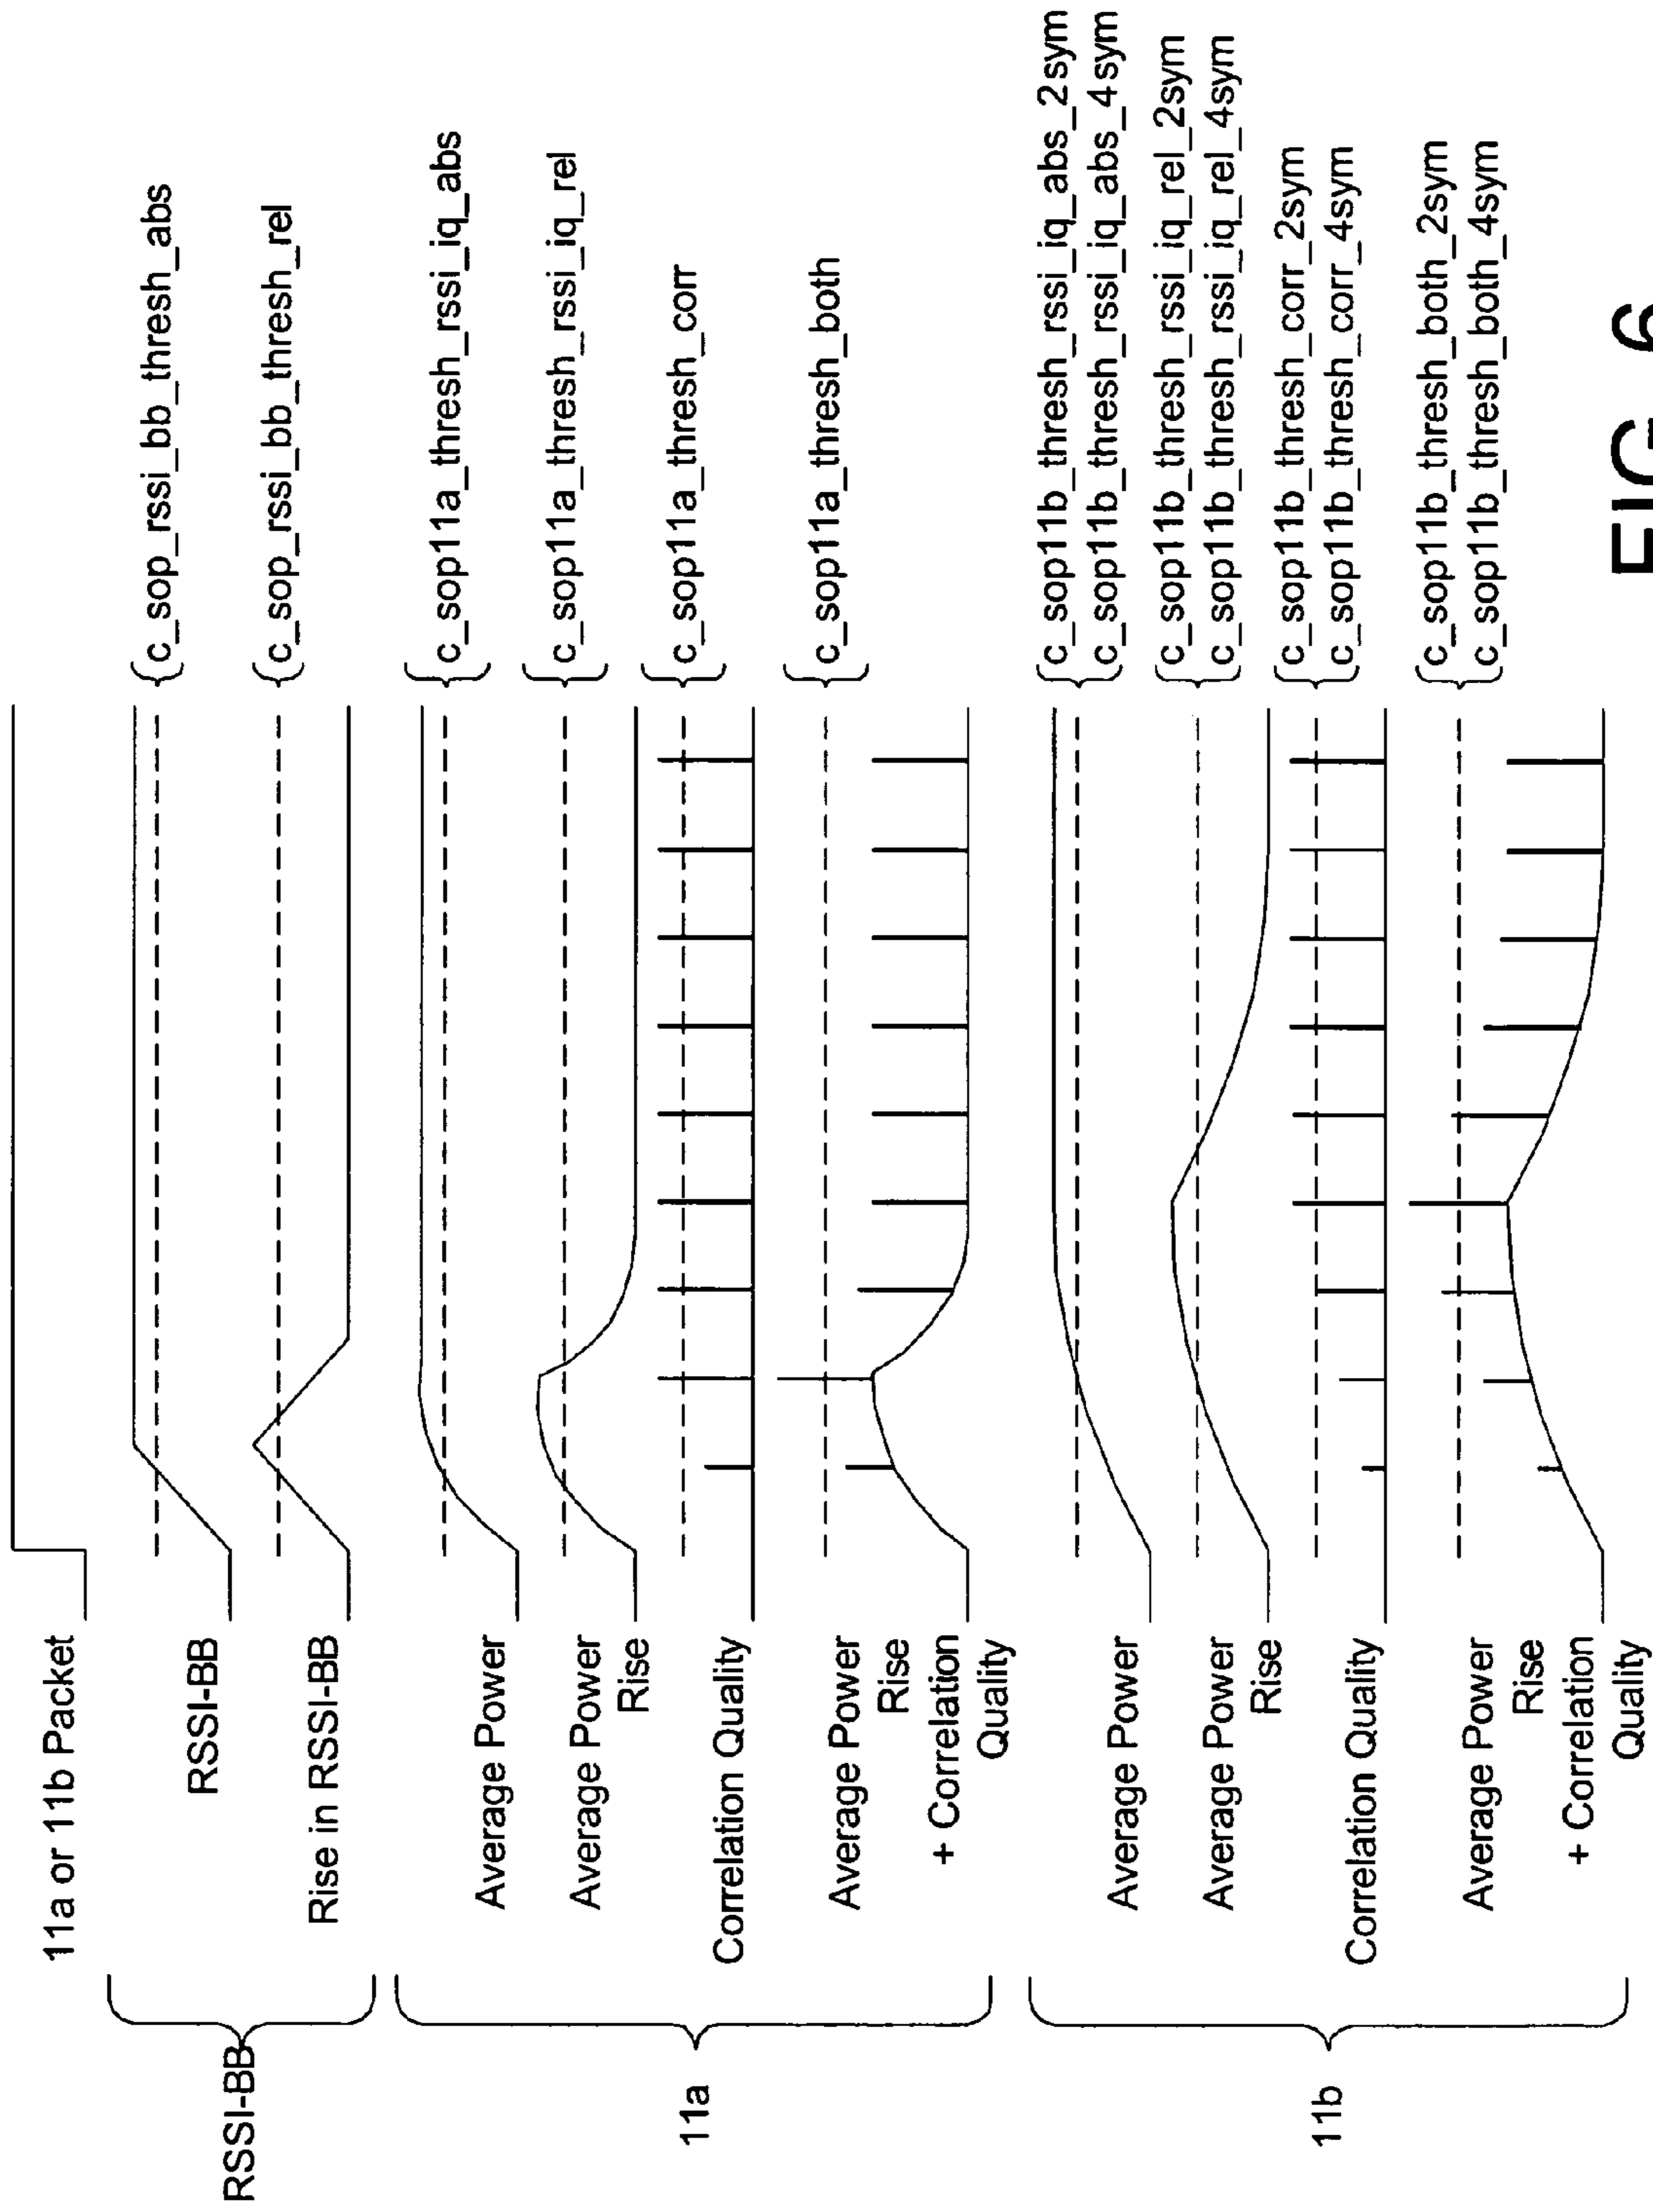 11a or 11b Packet
RSSI-BB
RSSI-BB
c_sop_rssi_bb_thresh_abs
Rise in RSSI-BB
c_sop_rssi_bb_thresh_rel
11a
Average Power
c_sop11a_thresh_rssi_iq_abs
Average Power
Rise
c_sop11a_thresh_rssi_iq_rel
Correlation Quality
c_sop11a_thresh_corr
Average Power
Rise
+ Correlation
Quality
c_sop11a_thresh_both
11b
Average Power
c_sop11b_thresh_rssi_iq_abs_2sym
c_sop11b_thresh_rssi_iq_abs_4sym
Average Power
Rise
c_sop11b_thresh_rssi_iq_rel_2sym
c_sop11b_thresh_rssi_iq_rel_4sym
Correlation Quality
c_sop11b_thresh_corr_2sym
c_sop11b_thresh_corr_4sym
Average Power
Rise
+ Correlation
Quality
c_sop11b_thresh_both_2sym
c_sop11b_thresh_both_4sym
FIG. 6